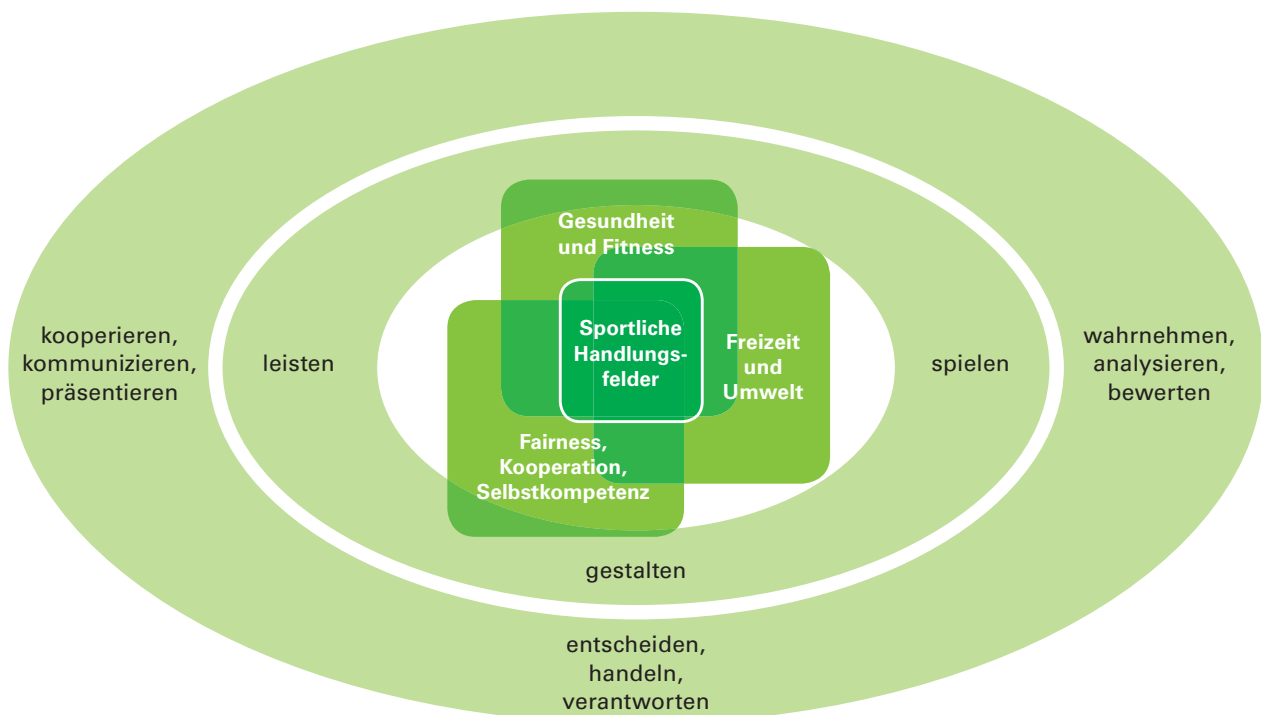 Gesundheit
und Fitness
Sportliche
Handlungs-
felder
Freizeit
und
Umwelt
Fairness,
Kooperation,
Selbstkompetenz
kooperieren,
kommunizieren,
präsentieren
leisten
spielen
wahrnehmen,
analysieren,
bewerten
gestalten
entscheiden,
handeln,
verantworten